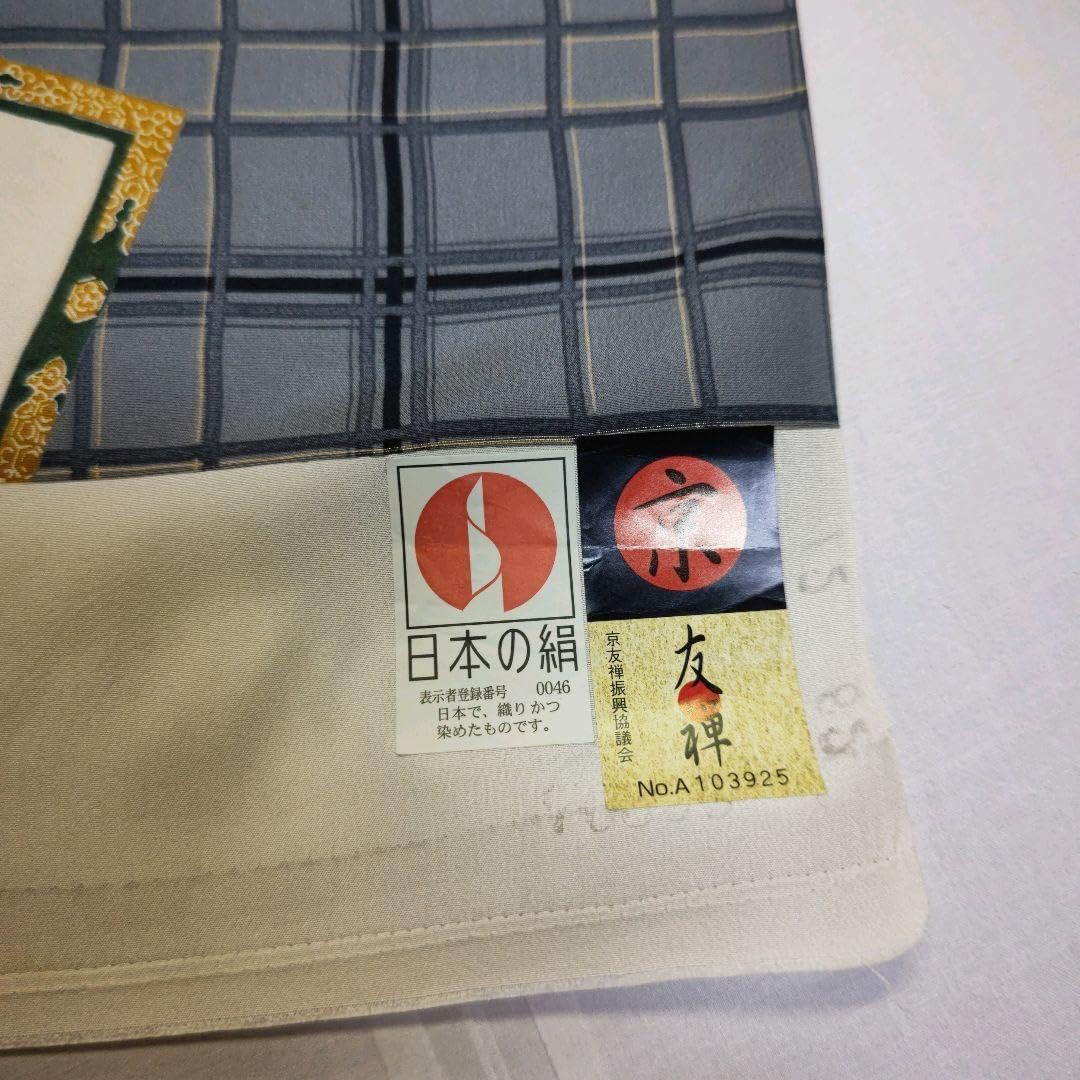 日本の絹
表示者登録番号 0046
日本で、織りかつ
染めたものです。
京
友禅
京友禅振興協議会
No.A 103925